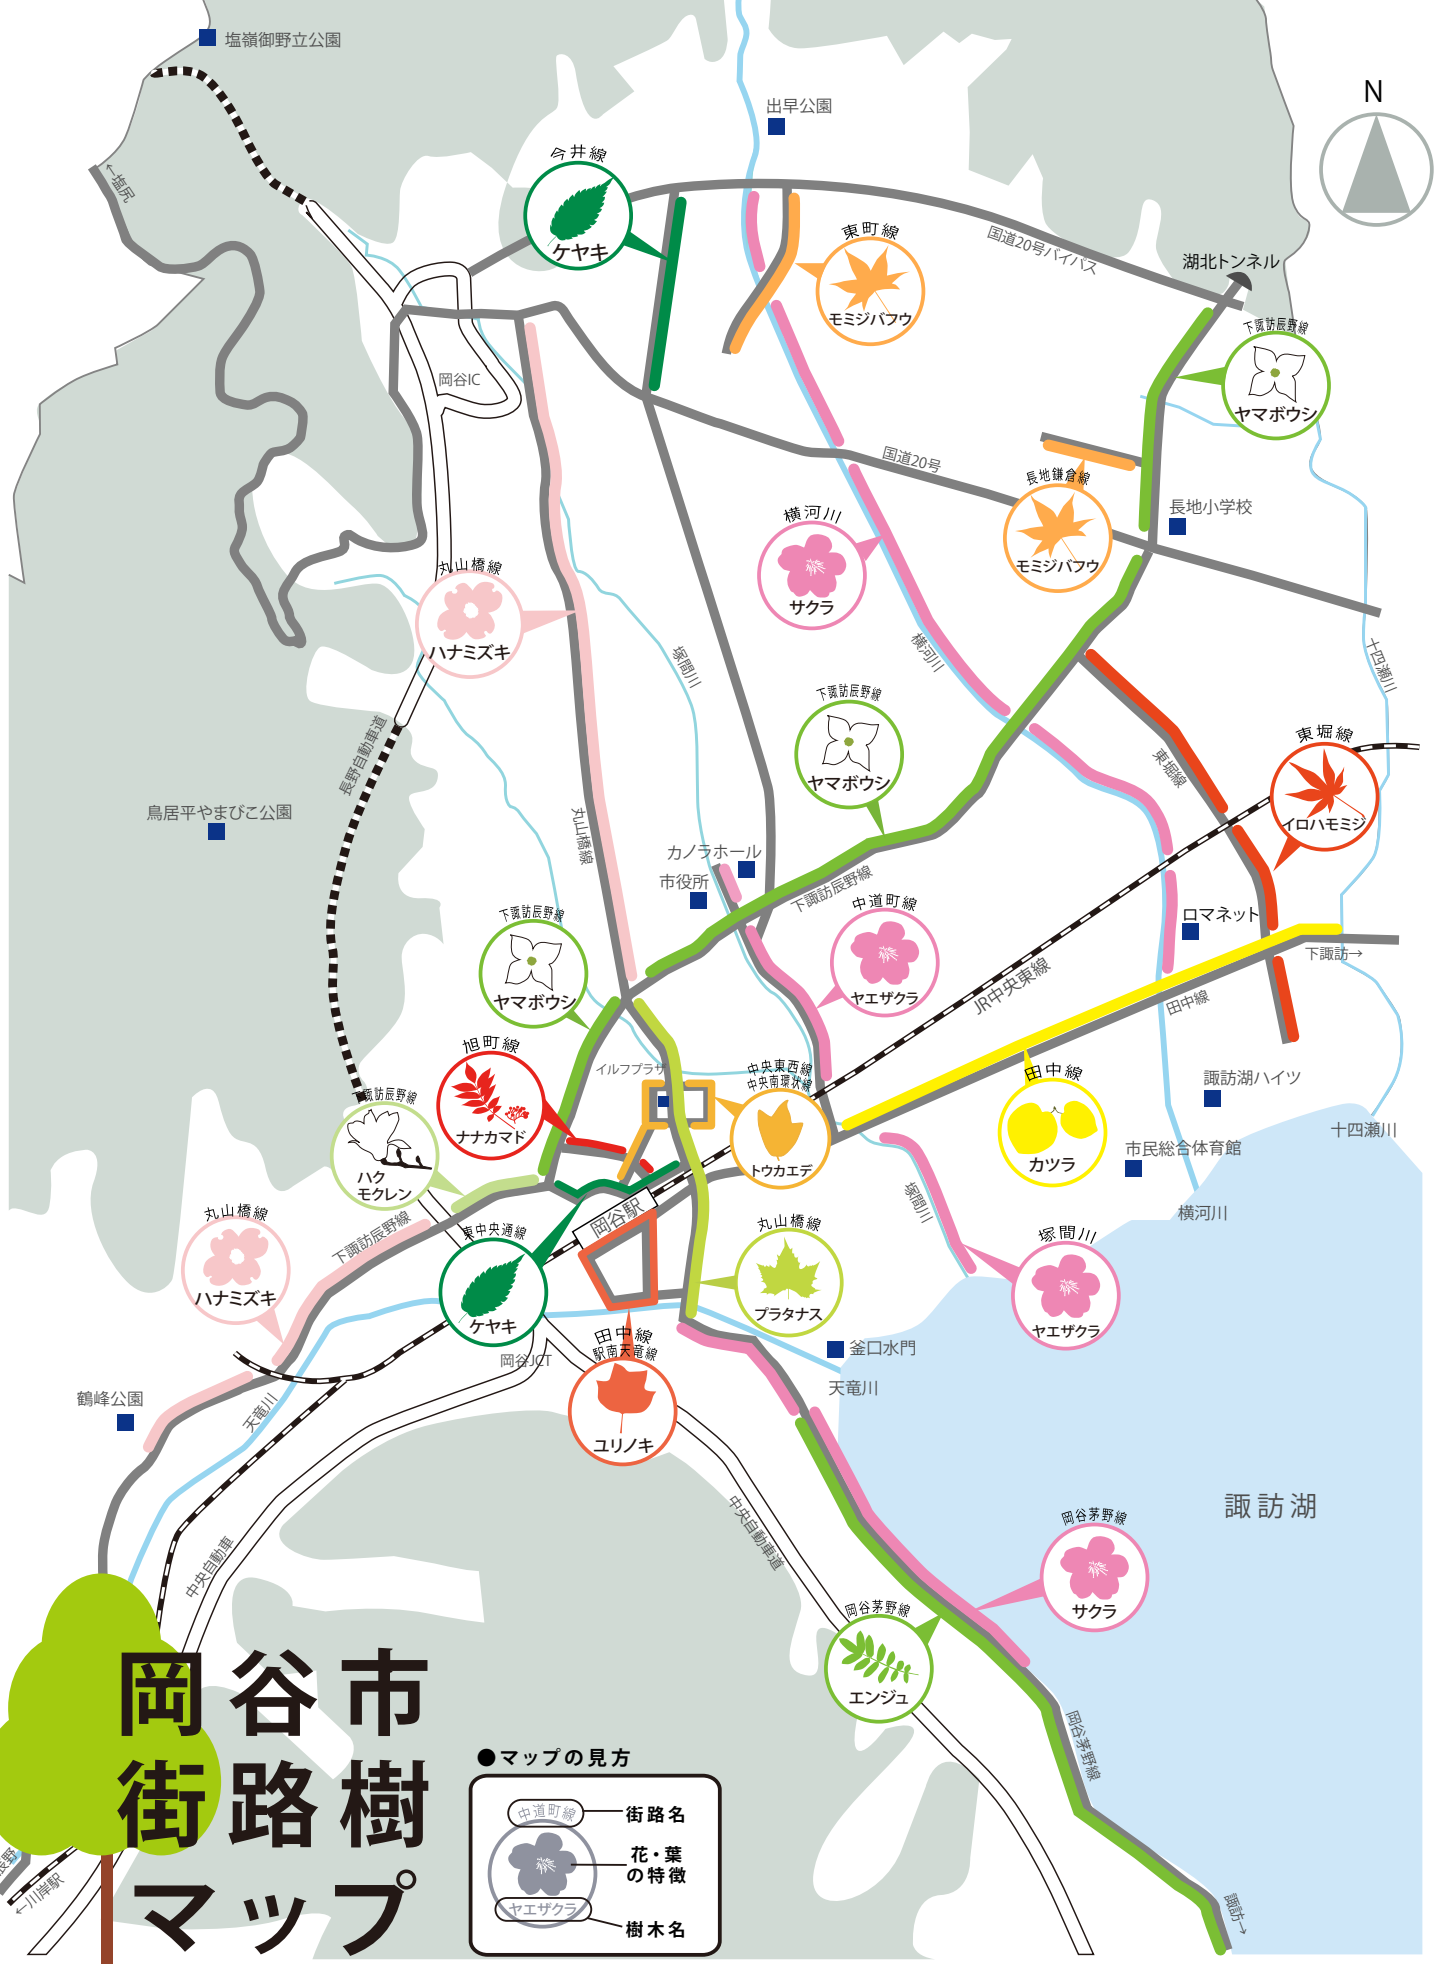 塩嶺御野立公園
N
出早公園
今井線
ケヤキ
←塩尻
東町線
モミジバフウ
国道20号バイパス
湖北トンネル
下諏訪辰野線
ヤマボウシ
岡谷IC
国道20号
長地鎌倉線
モミジバフウ
長地小学校
横河川
サクラ
丸山橋線
ハナミズキ
横河川
塚間川
十四瀬川
下諏訪辰野線
ヤマボウシ
長野自動車道
東堀線
東堀線
イロハモミジ
鳥居平やまびこ公園
丸山橋線
カノラホール
市役所
下諏訪辰野線
中道町線
ヤエザクラ
ロマネット
下諏訪→
下諏訪辰野線
ヤマボウシ
JR中央東線
田中線
旭町線
ナナカマド
イルフプラザ
中央東西線
中央南環状線
トウカエデ
田中線
カツラ
諏訪湖ハイツ
十四瀬川
市民総合体育館
下諏訪辰野線
ハク
モクレン
横河川
塚間川
塚間川
ヤエザクラ
丸山橋線
ハナミズキ
下諏訪辰野線
東中央通線
ケヤキ
岡谷駅
丸山橋線
プラタナス
釜口水門
天竜川
岡谷JCT
田中線
駅南天竜線
ユリノキ
鶴峰公園
天竜川
中央自動車
中央自動車道
諏訪湖
岡谷茅野線
サクラ
岡谷茅野線
エンジュ
岡谷茅野線
諏訪→
岡谷市
街路樹
マップ
長野
←川岸駅
●マップの見方
中道町線
街路名
花・葉
の特徴
ヤエザクラ
樹木名